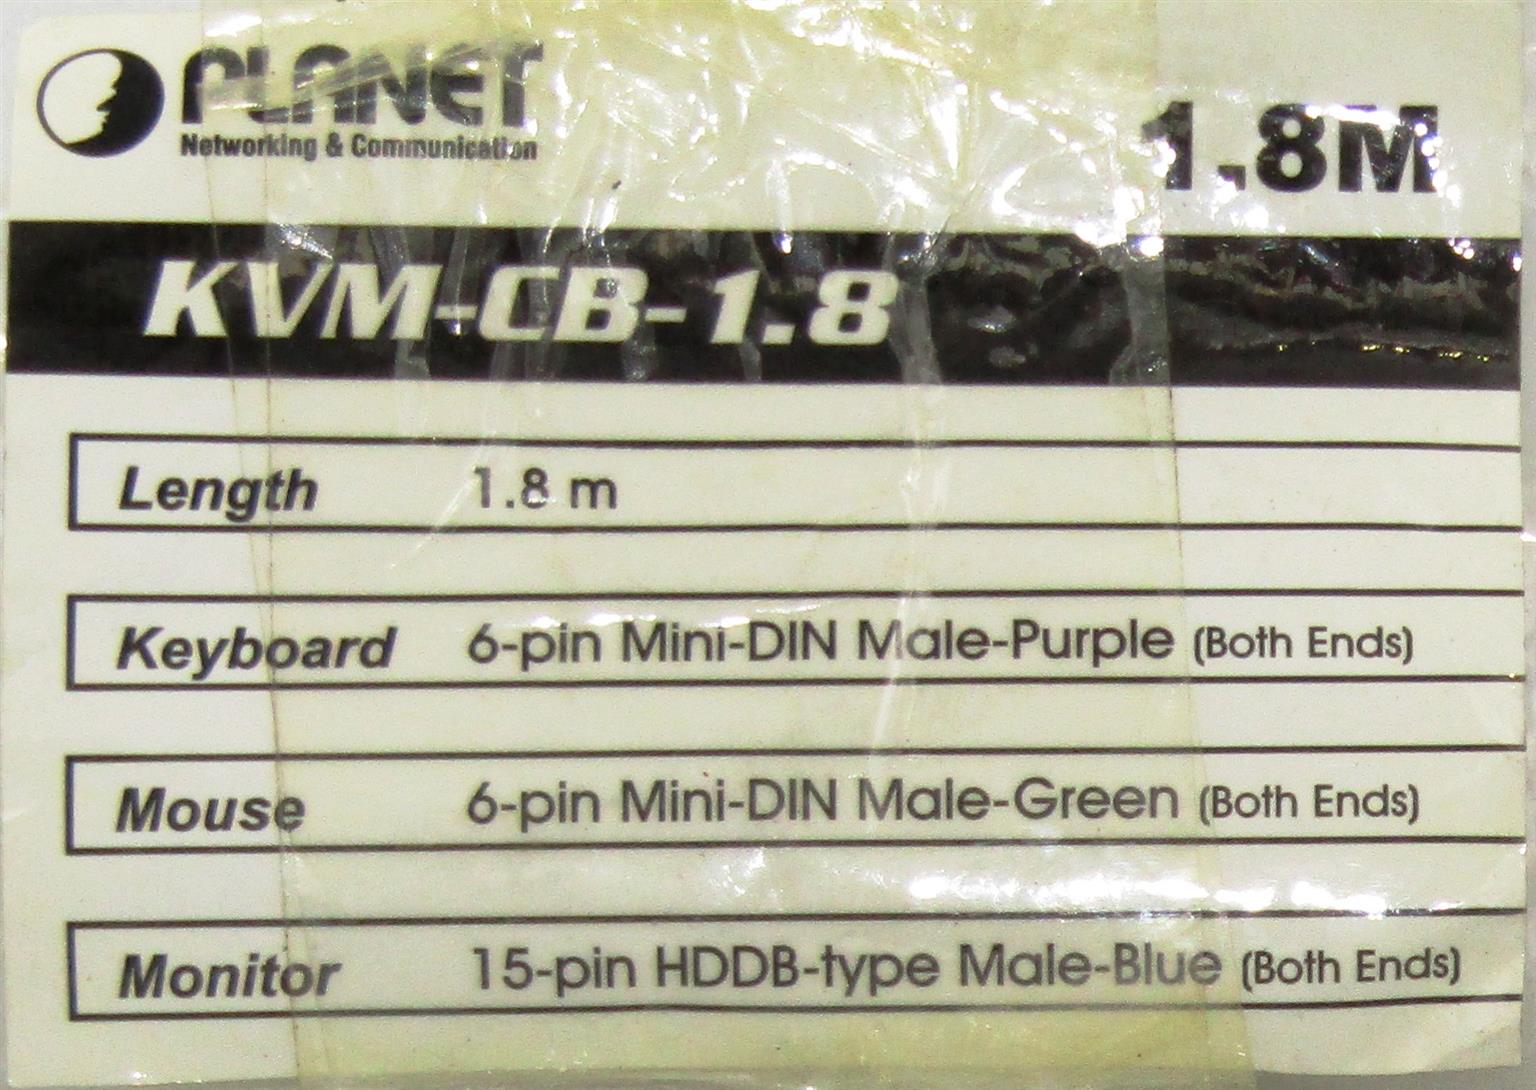 PLANET
Networking & Communication
1.8M
KVM-CB-1.8
Length 1.8 m
Keyboard 6-pin Mini-DIN Male-Purple (Both Ends)
Mouse 6-pin Mini-DIN Male-Green (Both Ends)
Monitor 15-pin HDDB-type Male-Blue (Both Ends)